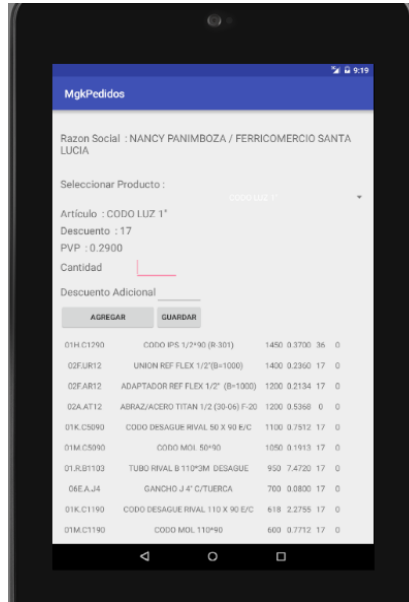 9:19
MgkPedidos
Razon Social : NANCY PANIMBOZA / FERRICOMERCIO SANTA
LUCIA
Seleccionar Producto :
CODO LUZ 1"
Artículo : CODO LUZ 1"
Descuento : 17
PVP : 0.2900
Cantidad
Descuento Adicional
AGREGAR GUARDAR
01H.C1290 CODO IPS 1/2*90 (R-301) 1450 0.3700 36 0
02F.UR12 UNION REF FLEX 1/2"(B=1000) 1400 0.2360 17 0
02F.AR12 ADAPTADOR REF FLEX 1/2" (B=1000) 1200 0.2134 17 0
02A.AT12 ABRAZ/ACERO TITAN 1/2 (30-06) F-20 1200 0.5368 0 0
01K.C5090 CODO DESAGUE RIVAL 50 X 90 E/C 1100 0.7512 17 0
01M.C5090 CODO MOL 50*90 1050 0.1913 17 0
01.R.B1103 TUBO RIVAL B 110*3M DESAGUE 950 7.4720 17 0
06E.A.J4 GANCHO J 4" C/TUERCA 700 0.0800 17 0
01K.C1190 CODO DESAGUE RIVAL 110 X 90 E/C 618 2.2755 17 0
01M.C1190 CODO MOL 110*90 600 0.7712 17 0